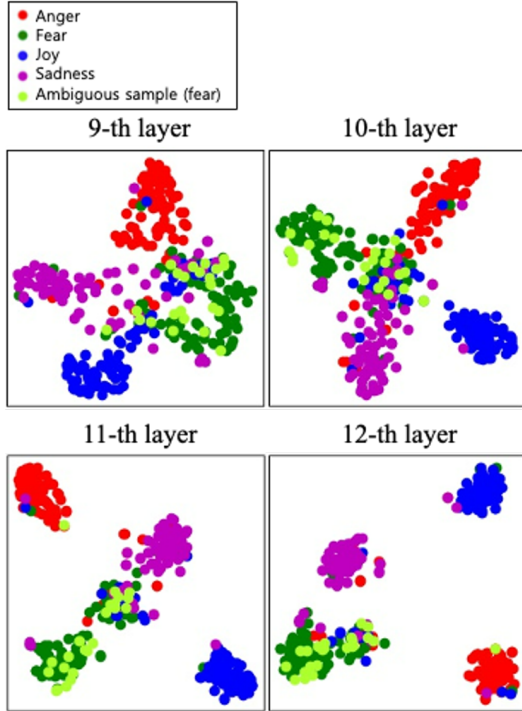 Anger
Fear
Joy
Sadness
Ambiguous sample (fear)
9-th layer
10-th layer
11-th layer
12-th layer